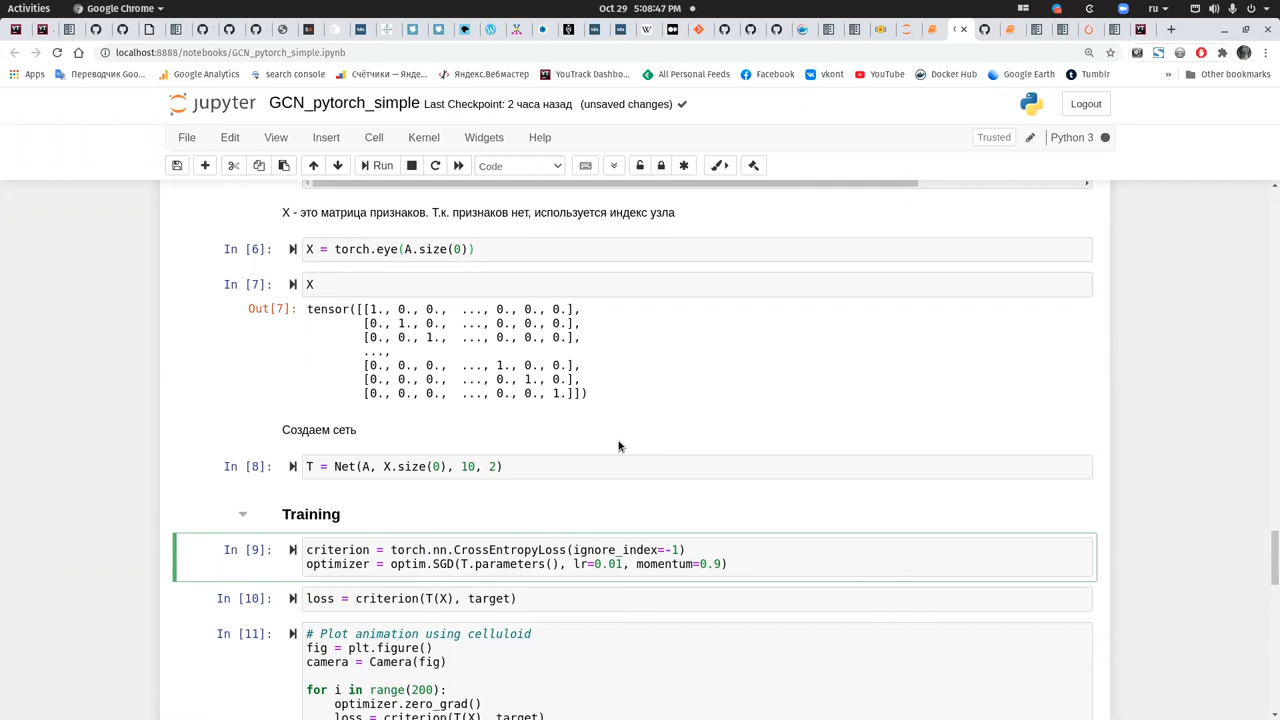 Activities
Google Chrome
Oct 29 5:08:47 PM
ru
localhost:8888/notebooks/GCN_pytorch_simple.ipynb
Apps
Переводчик Goo...
Google Analytics
search console
Счётчики — Яндe...
Яндекс.Вебмастер
YouTrack Dashbo...
All Personal Feeds
Facebook
vkont
YouTube
Docker Hub
Google Earth
Tumblr
»
Other bookmarks
jupyter GCN_pytorch_simple Last Checkpoint: 2 часа назад (unsaved changes)
Logout
File Edit View Insert Cell Kernel Widgets Help
Trusted
Python 3
Run
Code
X - это матрица признаков. Т.к. признаков нет, используется индекс узла
In [6]: X = torch.eye(A.size(0))
In [7]: X
Out[7]: tensor([[1., 0., 0., ..., 0., 0., 0.],
[0., 1., 0., ..., 0., 0., 0.],
[0., 0., 1., ..., 0., 0., 0.],
...,
[0., 0., 0., ..., 1., 0., 0.],
[0., 0., 0., ..., 0., 1., 0.],
[0., 0., 0., ..., 0., 0., 1.]])
Создаем сеть
In [8]: T = Net(A, X.size(0), 10, 2)
Training
In [9]: criterion = torch.nn.CrossEntropyLoss(ignore_index=-1)
optimizer = optim.SGD(T.parameters(), lr=0.01, momentum=0.9)
In [10]: loss = criterion(T(X), target)
In [11]: # Plot animation using celluloid
fig = plt.figure()
camera = Camera(fig)
for i in range(200):
optimizer.zero_grad()
loss = criterion(T(X), target)